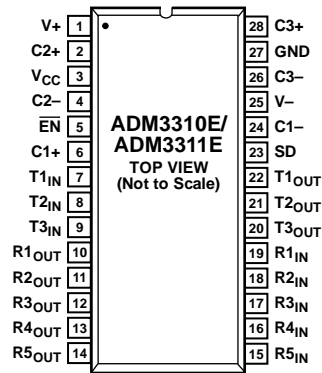 V+ 1 28 C3+
C2+ 2 27 GND
VCC 3 26 C3–
C2– 4 25 V–
EN 5 24 C1–
C1+ 6 23 SD
T1IN 7 22 T1OUT
T2IN 8 21 T2OUT
T3IN 9 20 T3OUT
R1OUT 10 19 R1IN
R2OUT 11 18 R2IN
R3OUT 12 17 R3IN
R4OUT 13 16 R4IN
R5OUT 14 15 R5IN
ADM3310E/
ADM3311E
TOP VIEW
(Not to Scale)